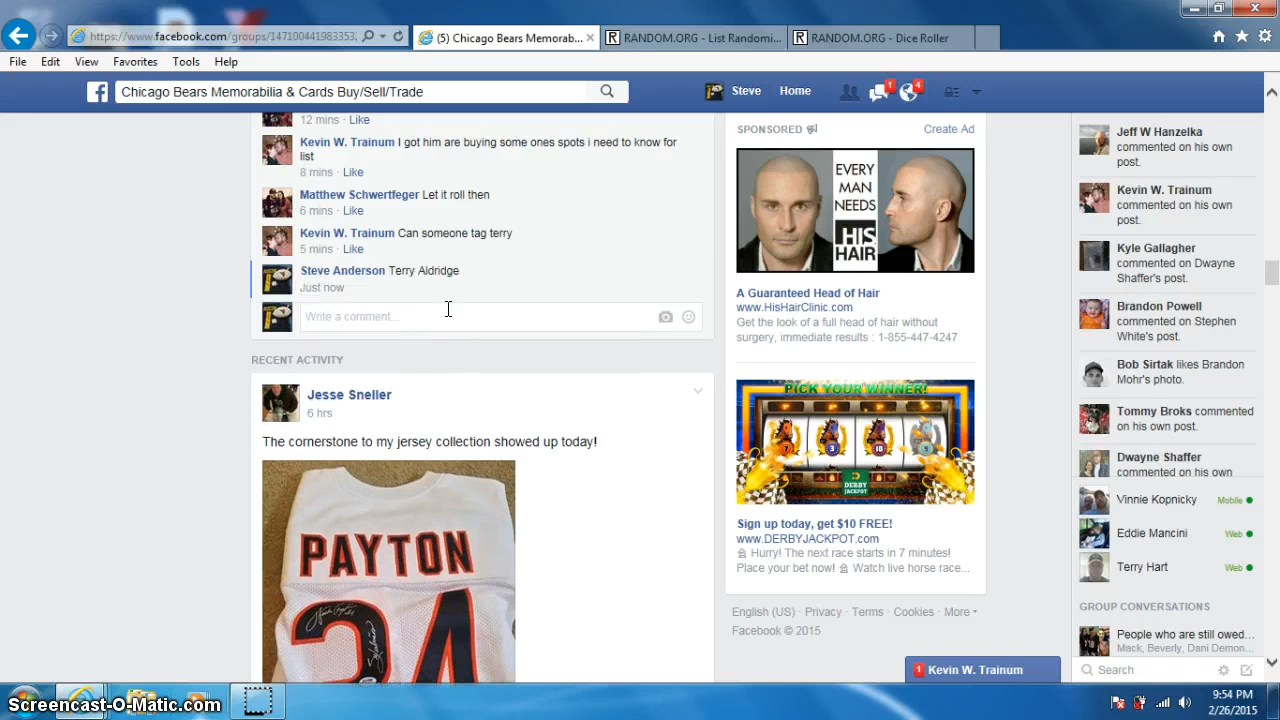 https://www.facebook.com/groups/147100441983353
(5) Chicago Bears Memorab...
RANDOM.ORG - List Randomi...
RANDOM.ORG - Dice Roller
File Edit View Favorites Tools Help
Chicago Bears Memorabilia & Cards Buy/Sell/Trade
Steve
Home
1
4
12 mins · Like
Kevin W. Trainum I got him are buying some ones spots i need to know for
list
8 mins · Like
Matthew Schwertfeger Let it roll then
6 mins · Like
Kevin W. Trainum Can someone tag terry
5 mins · Like
Steve Anderson Terry Aldridge
Just now
Write a comment...
RECENT ACTIVITY
Jesse Sneller
6 hrs
The cornerstone to my jersey collection showed up today!
PAYTON
34
SPONSORED
Create Ad
EVERY
MAN
NEEDS
HIS
HAIR
A Guaranteed Head of Hair
www.HisHairClinic.com
Get the look of a full head of hair without
surgery, immediate results : 1-855-447-4247
PICK YOUR WINNER!
7
3
10
9
DERBY
JACKPOT
Sign up today, get $10 FREE!
www.DERBYJACKPOT.com
Hurry! The next race starts in 7 minutes!
Place your bet now! Watch live horse race...
English (US) · Privacy · Terms · Cookies · More
Facebook © 2015
1 Kevin W. Trainum
Jeff W Hanzelka
commented on his own
post.
Kevin W. Trainum
commented on his own
post.
Kyle Gallagher
commented on Dwayne
Shaffer's post.
Brandon Powell
commented on Stephen
White's post.
Bob Sirtak likes Brandon
Mohr's photo.
Tommy Broks commented
on his own post.
Dwayne Shaffer
commented on his own
Vinnie Kopnicky
Mobile
Eddie Mancini
Web
Terry Hart
Web
GROUP CONVERSATIONS
People who are still owed...
Mack, Beverly, Dani Demon...
Search
Screencast-O-Matic.com
9:54 PM
2/26/2015